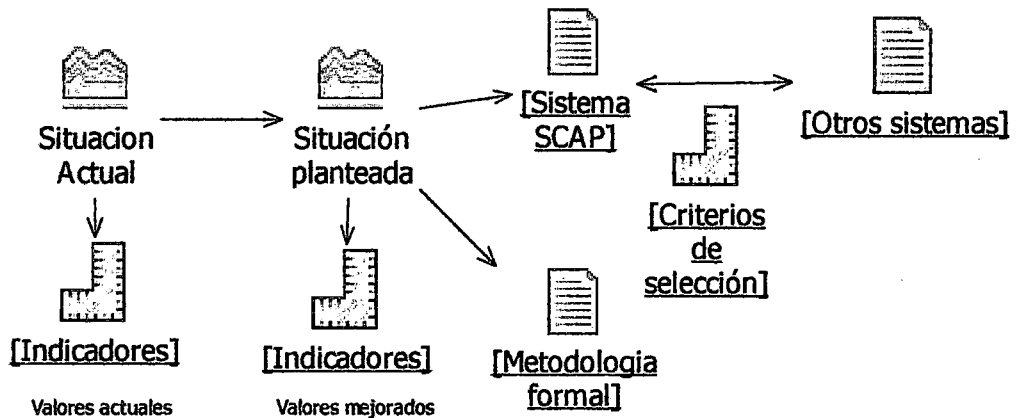 Situacion
Actual
Situación
planteada
[Sistema
SCAP]
[Otros sistemas]
[Criterios
de
selección]
[Indicadores]
Valores actuales
[Indicadores]
Valores mejorados
[Metodologia
formal]